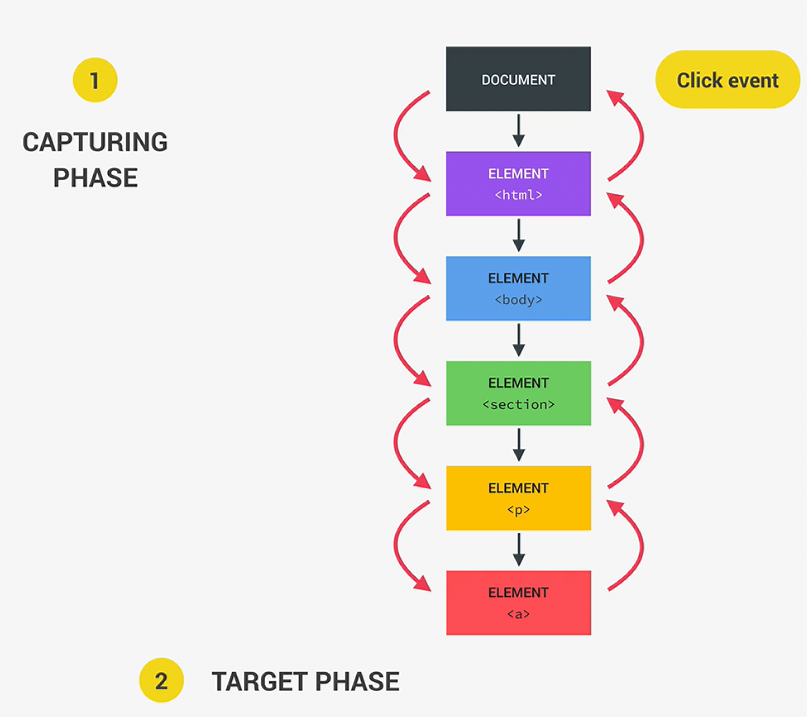 1
CAPTURING
PHASE
DOCUMENT
Click event
ELEMENT
<html>
ELEMENT
<body>
ELEMENT
<section>
ELEMENT
<p>
ELEMENT
<a>
2
TARGET PHASE